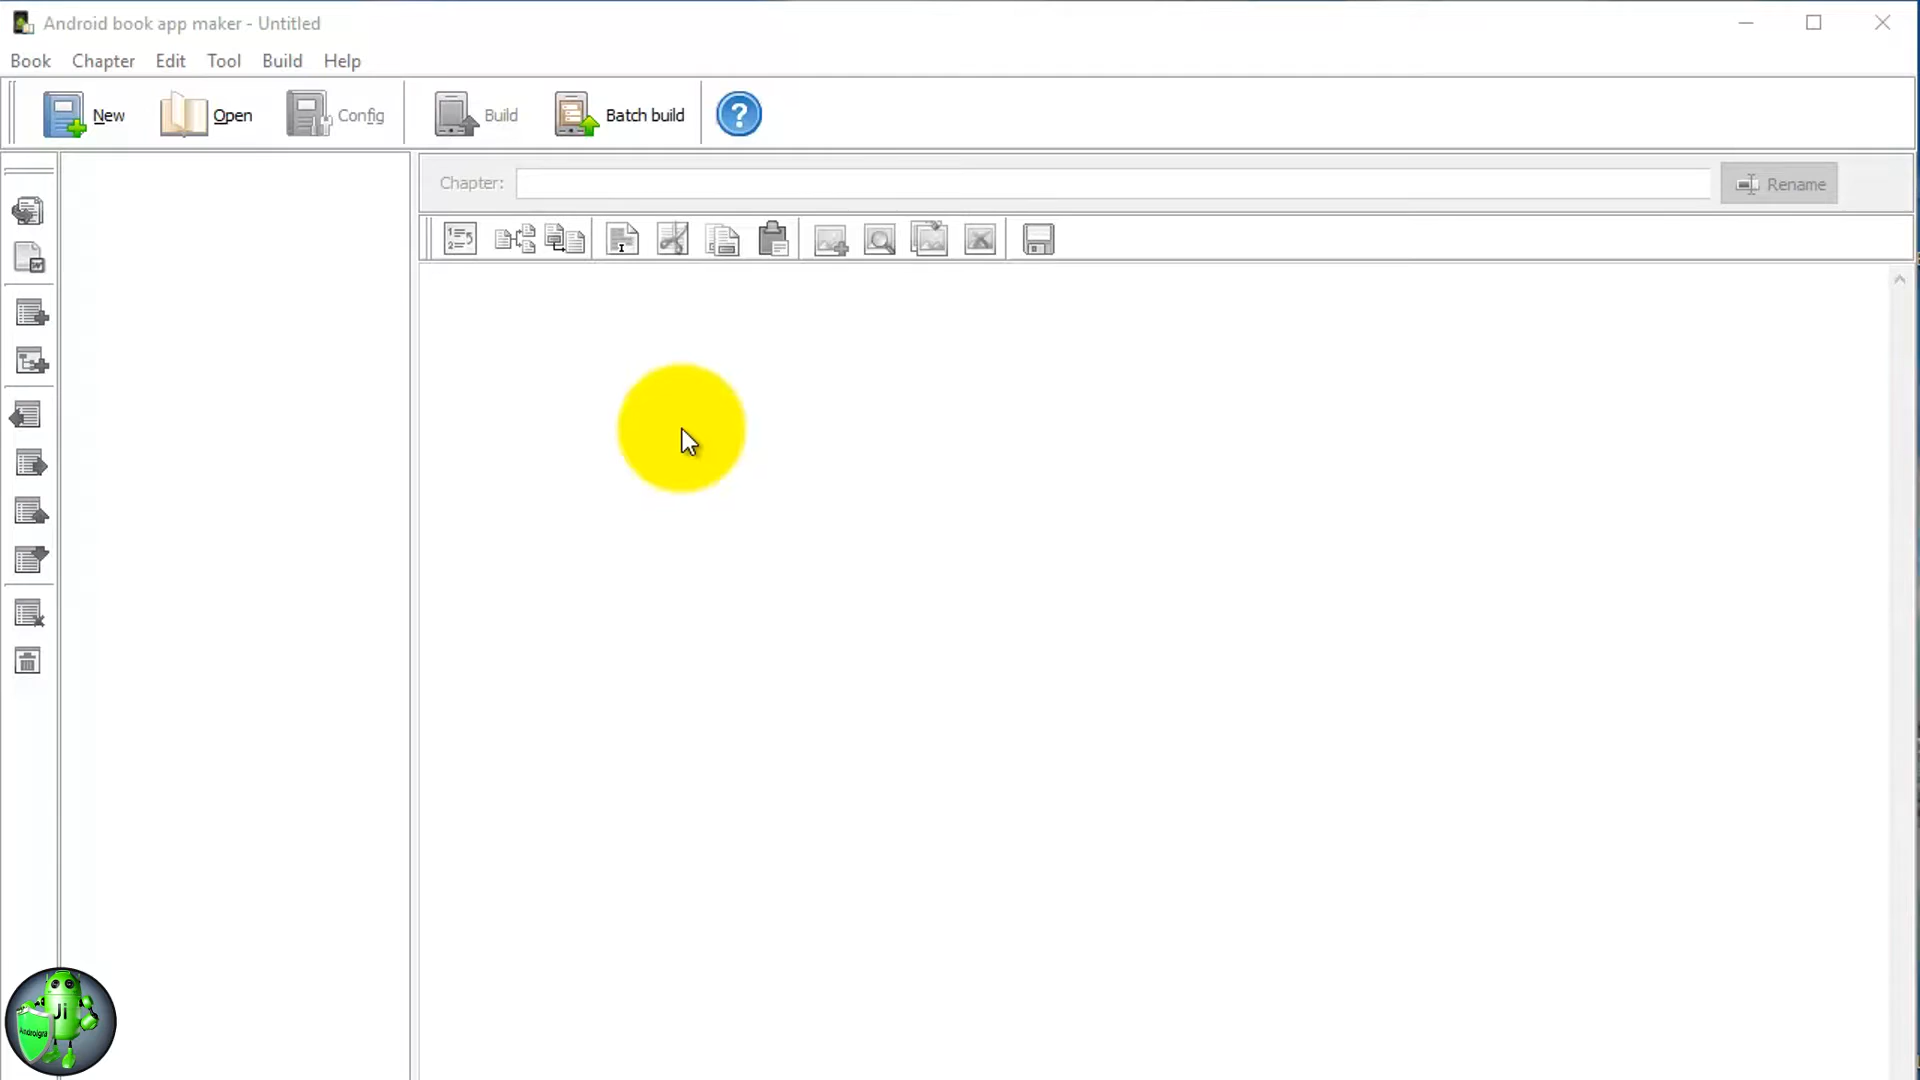 Android book app maker - Untitled
Book Chapter Edit Tool Build Help
New Open Config Build Batch build ?
Chapter: Rename
Ji